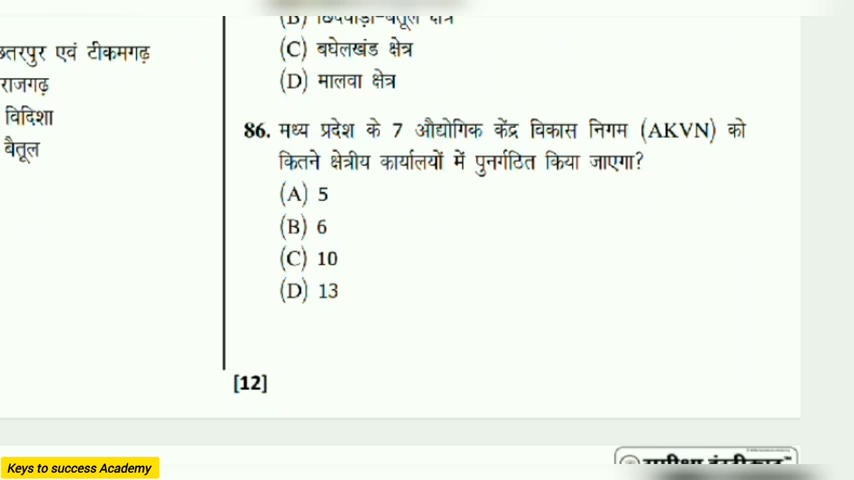 छतरपुर एवं टीकमगढ़
राजगढ़
विदिशा
बैतूल
(C) बघेलखंड क्षेत्र
(D) मालवा क्षेत्र
86. मध्य प्रदेश के 7 औद्योगिक केंद्र विकास निगम (AKVN) को
कितने क्षेत्रीय कार्यालयों में पुनर्गठित किया जाएगा?
(A) 5
(B) 6
(C) 10
(D) 13
[12]
Keys to success Academy